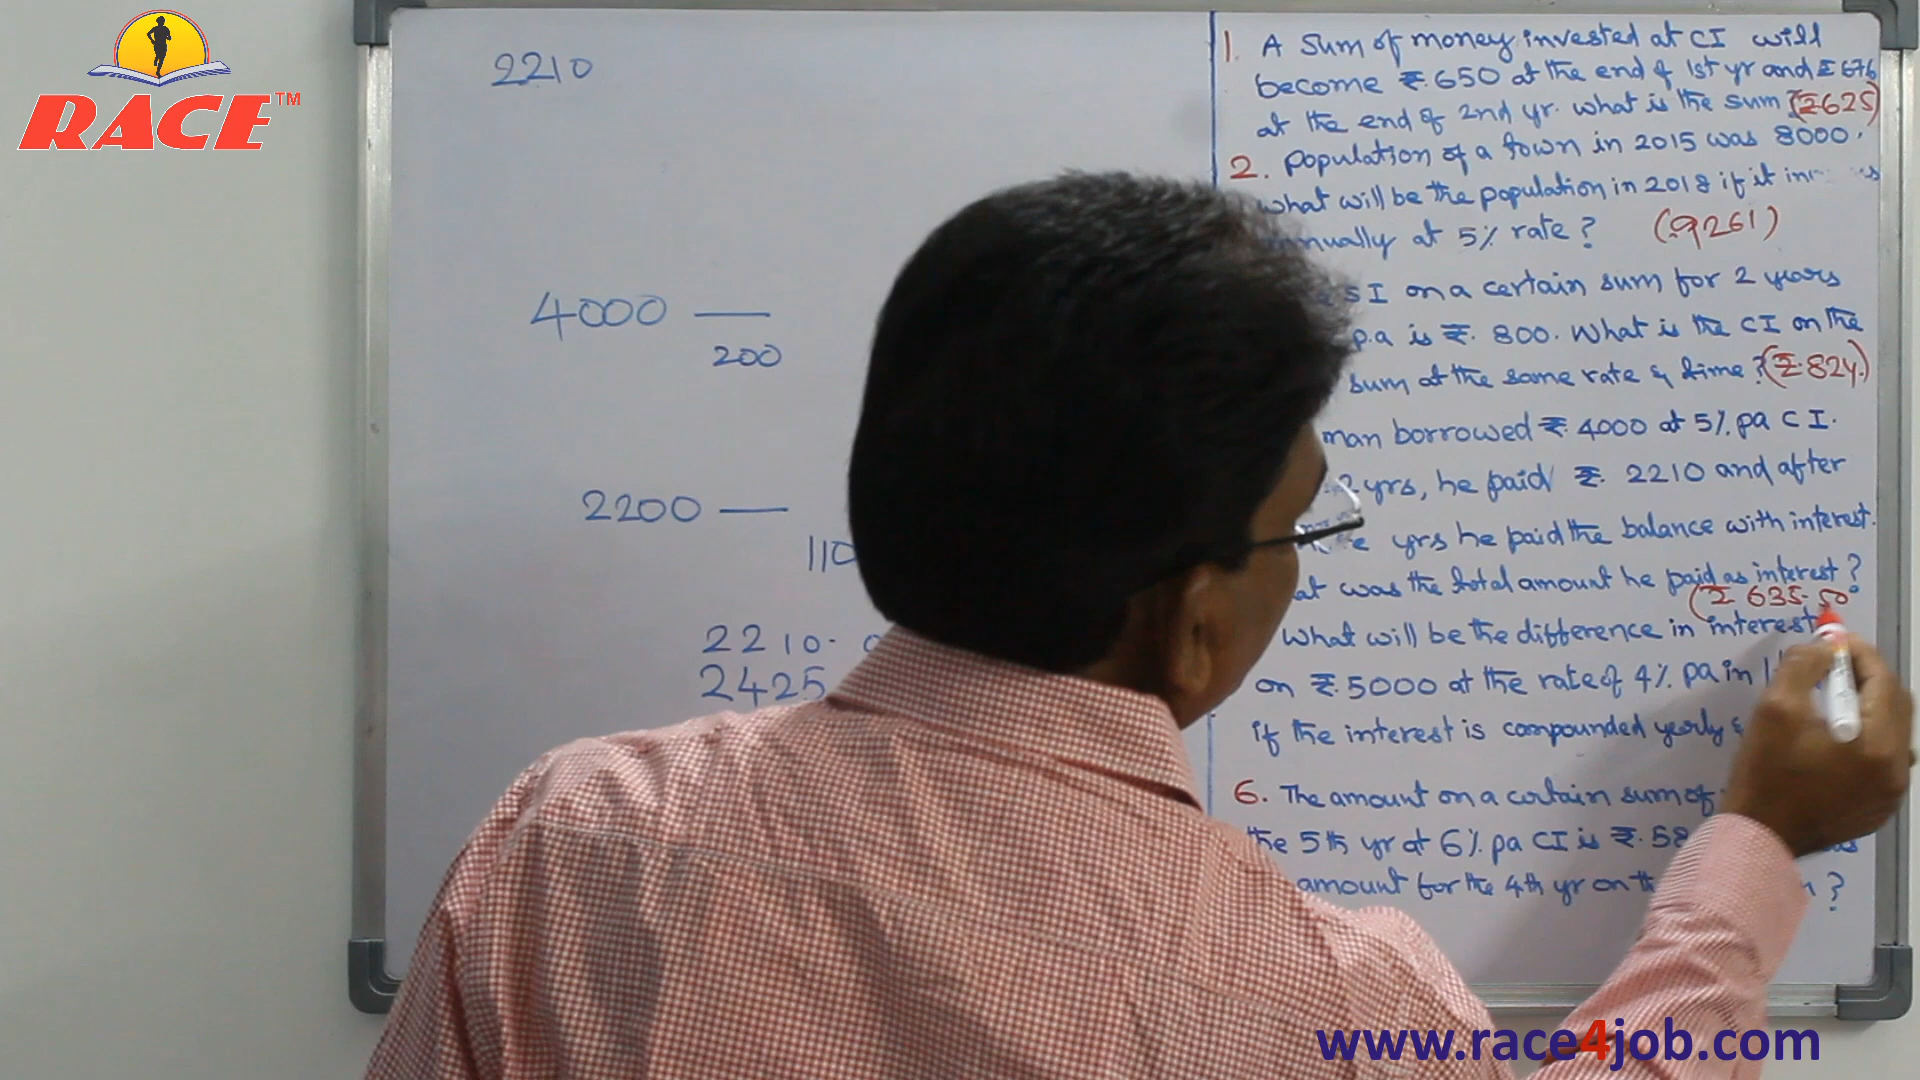 RACE™
2210
4000 —
200
2200 —
110
2210.
2425
1. A sum of money invested at CI will
become ₹. 650 at the end of 1st yr and ₹ 676
at the end of 2nd yr. what is the sum? (₹625)
2. Population of a town in 2015 was 8000.
what will be the population in 2018 if it
annually at 5% rate? (9261)
SI on a certain sum for 2 years
p.a is ₹. 800. What is the CI on the
sum at the same rate & time? (₹.824.)
man borrowed ₹. 4000 at 5% pa CI.
2 yrs, he paid ₹. 2210 and after
yrs he paid the balance with interest.
at was the total amount he paid as interest?
(₹ 635.50
what will be the difference in interest
on ₹. 5000 at the rate of 4% pa in 1
if the interest is compounded yearly &
6. The amount on a certain sum of
the 5th yr at 6% pa CI is ₹. 58
amount for the 4th yr on th ?
www.race4job.com